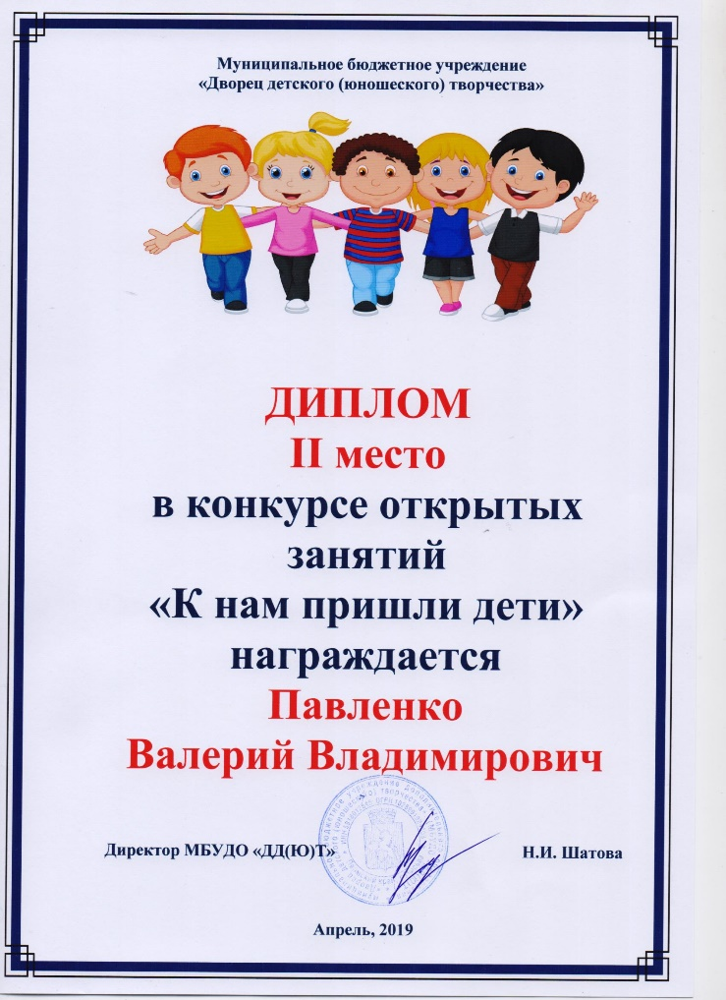 Муниципальное бюджетное учреждение
«Дворец детского (юношеского) творчества»
ДИПЛОМ
II место
в конкурсе открытых
занятий
«К нам пришли дети»
награждается
Павленко
Валерий Владимирович
Директор МБУДО «ДД(Ю)Т»
Н.И. Шатова
Апрель, 2019